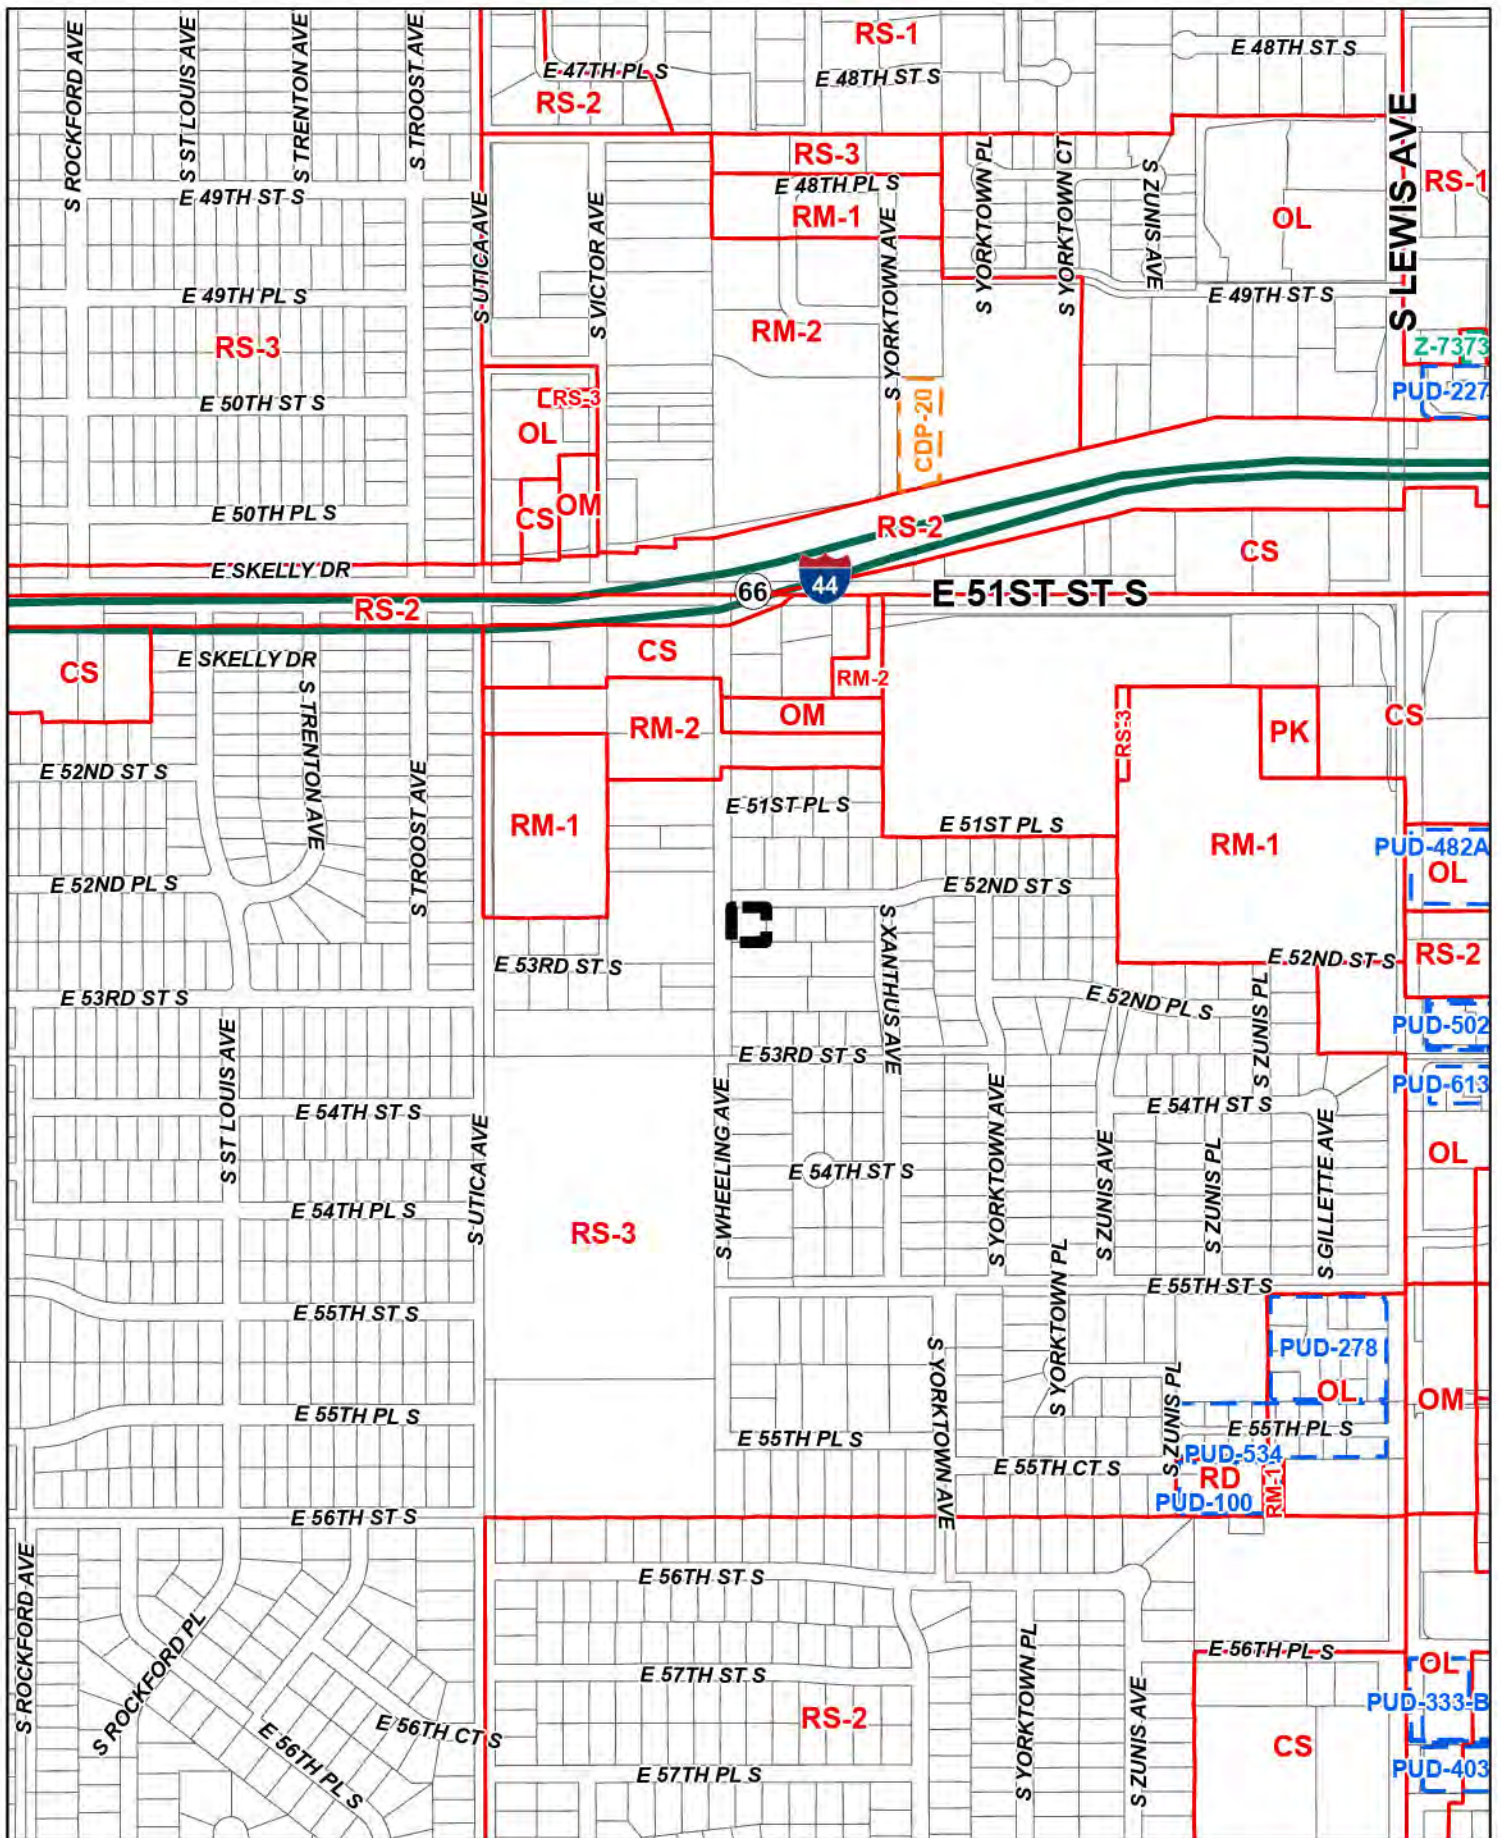 RS-1
E 48TH ST S
E 47TH PL S
E 48TH ST S
RS-2
S ROCKFORD AVE
S ST LOUIS AVE
S TRENTON AVE
S TROOST AVE
S LEWIS AVE
RS-3
E 48TH PL S
RM-1
S YORKTOWN PL
S YORKTOWN CT
S ZUNIS AVE
RS-1
OL
E 49TH ST S
S UTICA AVE
S VICTOR AVE
S YORKTOWN AVE
E 49TH PL S
E 49TH ST S
RM-2
RS-3
Z-7373
PUD-227
RS-3
E 50TH ST S
OL
CDP-20
OM
CS
E 50TH PL S
RS-2
CS
E SKELLY DR
66
44
E 51ST ST S
RS-2
CS
E SKELLY DR
CS
RM-2
OM
RM-2
RS-3
PK
CS
S TRENTON AVE
E 52ND ST S
S TROOST AVE
RM-1
E 51ST PL S
E 51ST PL S
RM-1
PUD-482A
OL
E 52ND PL S
E 52ND ST S
S XANTHUS AVE
E 53RD ST S
E 52ND ST S
RS-2
E 53RD ST S
E 52ND PL S
S ZUNIS PL
PUD-502
S ST LOUIS AVE
E 53RD ST S
PUD-613
E 54TH ST S
S UTICA AVE
S WHEELING AVE
S YORKTOWN AVE
S ZUNIS AVE
E 54TH ST S
S ZUNIS PL
S GILLETTE AVE
OL
E 54TH ST S
E 54TH PL S
RS-3
S YORKTOWN PL
E 55TH ST S
E 55TH ST S
S YORKTOWN AVE
PUD-278
S ZUNIS PL
OL
OM
E 55TH PL S
E 55TH PL S
E 55TH PL S
PUD-534
E 55TH CT S
RD
RM-1
PUD-100
E 56TH ST S
S ROCKFORD AVE
E 56TH ST S
S ROCKFORD PL
S YORKTOWN PL
E 56TH PL S
OL
E 57TH ST S
S ZUNIS AVE
PUD-333-B
RS-2
E 56TH CT S
CS
E 56TH PL S
E 57TH PL S
PUD-403